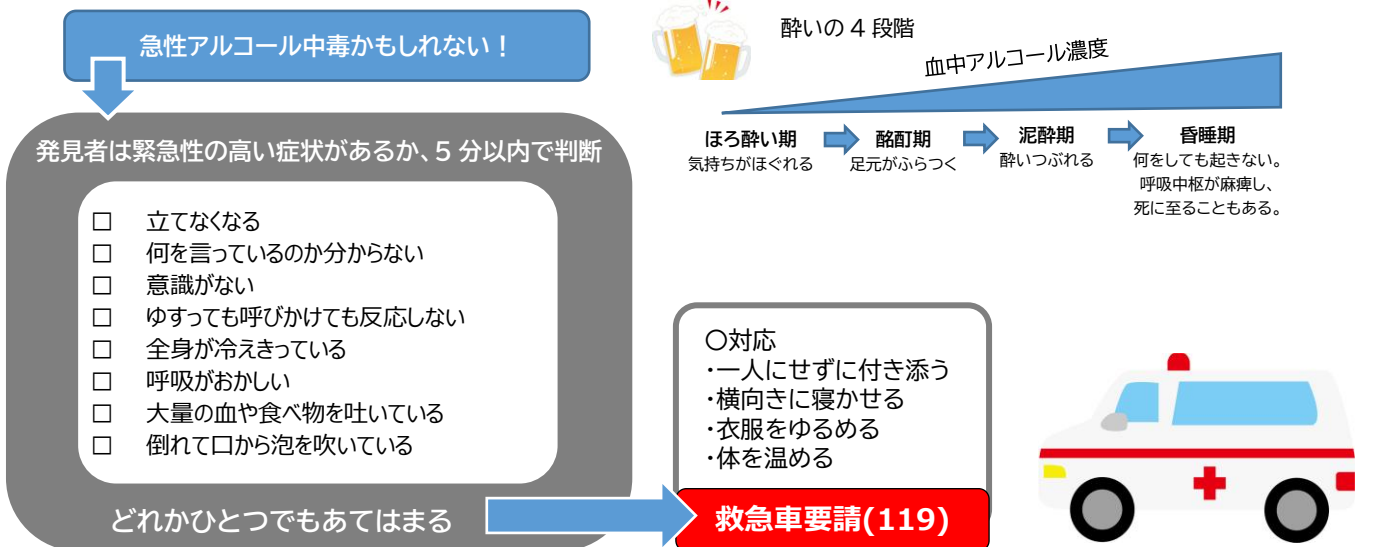 急性アルコール中毒かもしれない！
発見者は緊急性の高い症状があるか、5 分以内で判断
□ 立てなくなる
□ 何を言っているのか分からない
□ 意識がない
□ ゆすっても呼びかけても反応しない
□ 全身が冷えきっている
□ 呼吸がおかしい
□ 大量の血や食べ物を吐いている
□ 倒れて口から泡を吹いている
どれかひとつでもあてはまる
酔いの 4 段階
血中アルコール濃度
ほろ酔い期
気持ちがほぐれる
酩酊期
足元がふらつく
泥酔期
酔いつぶれる
昏睡期
何をしても起きない。
呼吸中枢が麻痺し、
死に至ることもある。
〇対応
・一人にせずに付き添う
・横向きに寝かせる
・衣服をゆるめる
・体を温める
救急車要請(119)